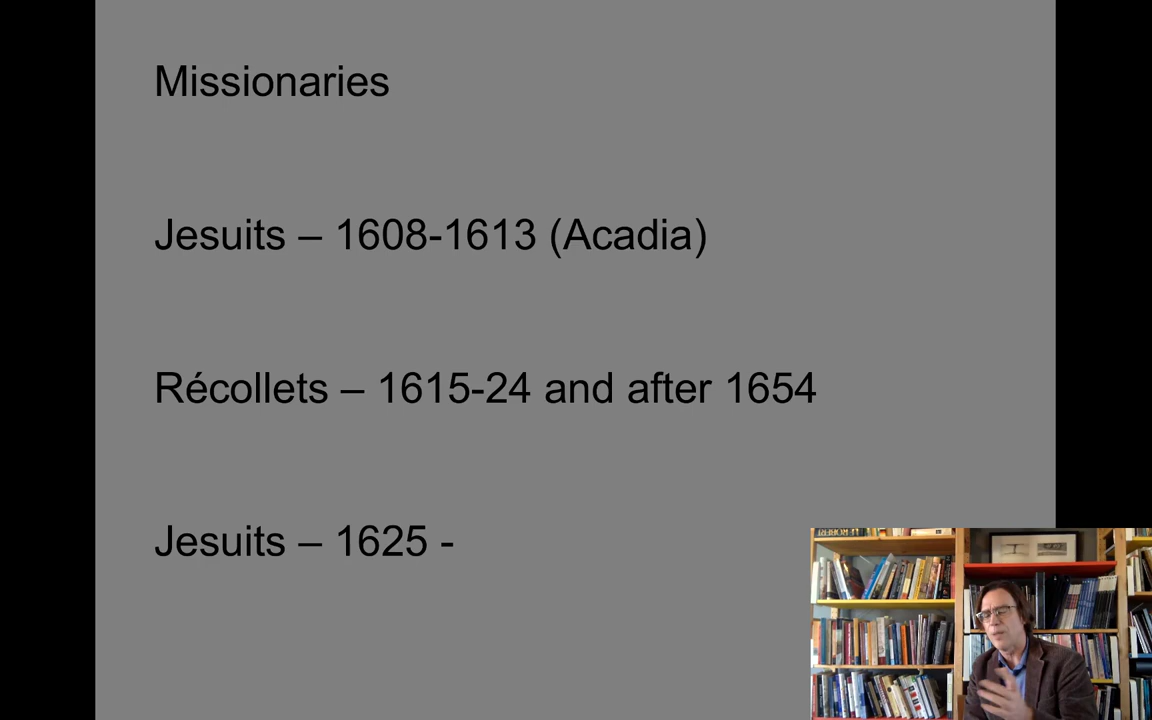 Missionaries
Jesuits – 1608-1613 (Acadia)
Récollets – 1615-24 and after 1654
Jesuits – 1625 -